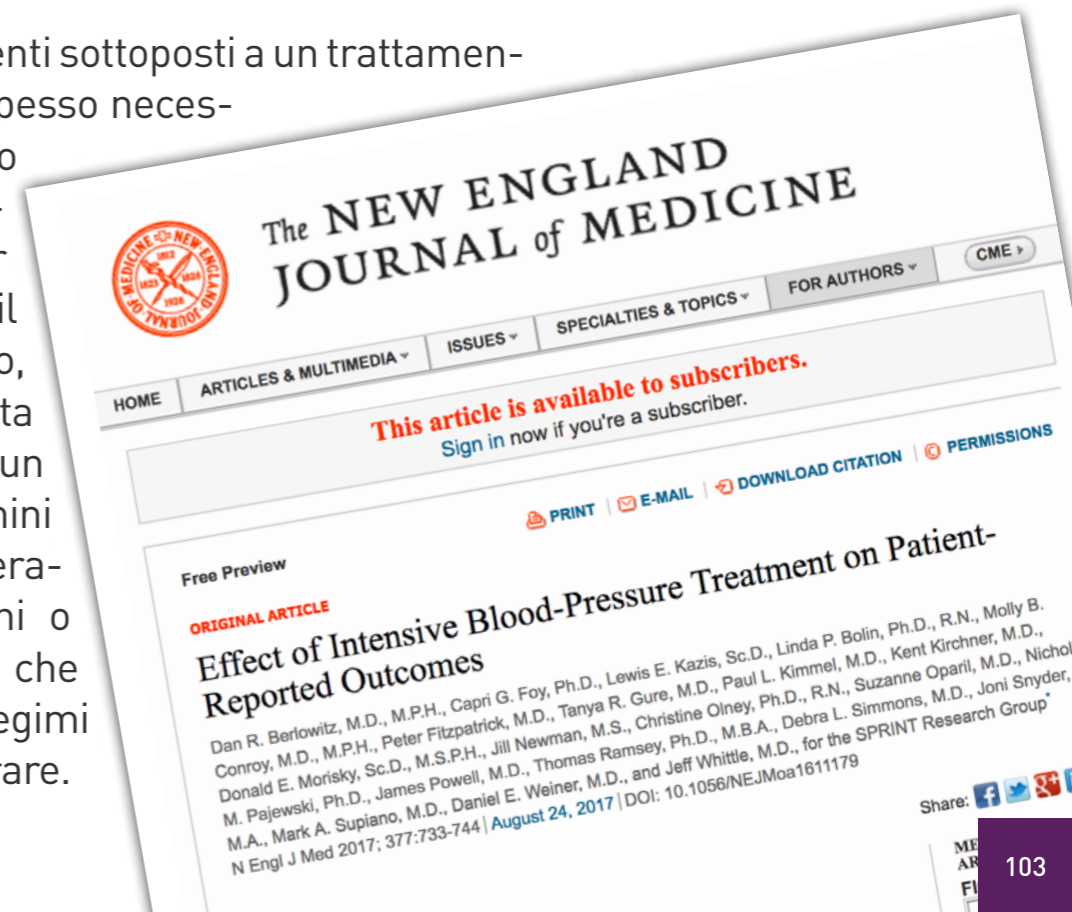 enti sottoposti a un trattamen-
pesso neces-
o
il
o,
ta
un
nini
era-
ni o
che
egimi
rare.
The NEW ENGLAND
JOURNAL of MEDICINE
HOME ARTICLES & MULTIMEDIA ISSUES SPECIALTIES & TOPICS FOR AUTHORS CME
This article is available to subscribers.
Sign in now if you're a subscriber.
PRINT | E-MAIL | DOWNLOAD CITATION | © PERMISSIONS
Free Preview
ORIGINAL ARTICLE
Effect of Intensive Blood-Pressure Treatment on Patient-
Reported Outcomes
Dan R. Berlowitz, M.D., M.P.H., Capri G. Foy, Ph.D., Lewis E. Kazis, Sc.D., Linda P. Bolin, Ph.D., R.N., Molly B.
Conroy, M.D., M.P.H., Peter Fitzpatrick, M.D., Tanya R. Gure, M.D., Paul L. Kimmel, M.D., Kent Kirchner, M.D.,
Donald E. Morisky, Sc.D., M.S.P.H., Jill Newman, M.S., Christine Olney, Ph.D., R.N., Suzanne Oparil, M.D., Nichol
M. Pajewski, Ph.D., James Powell, M.D., Thomas Ramsey, Ph.D., M.B.A., Debra L. Simmons, M.D., Joni Snyder,
M.A., Mark A. Supiano, M.D., Daniel E. Weiner, M.D., and Jeff Whittle, M.D., for the SPRINT Research Group*
N Engl J Med 2017; 377:733-744 | August 24, 2017 | DOI: 10.1056/NEJMoa1611179
Share:
ME
AR
FI
103